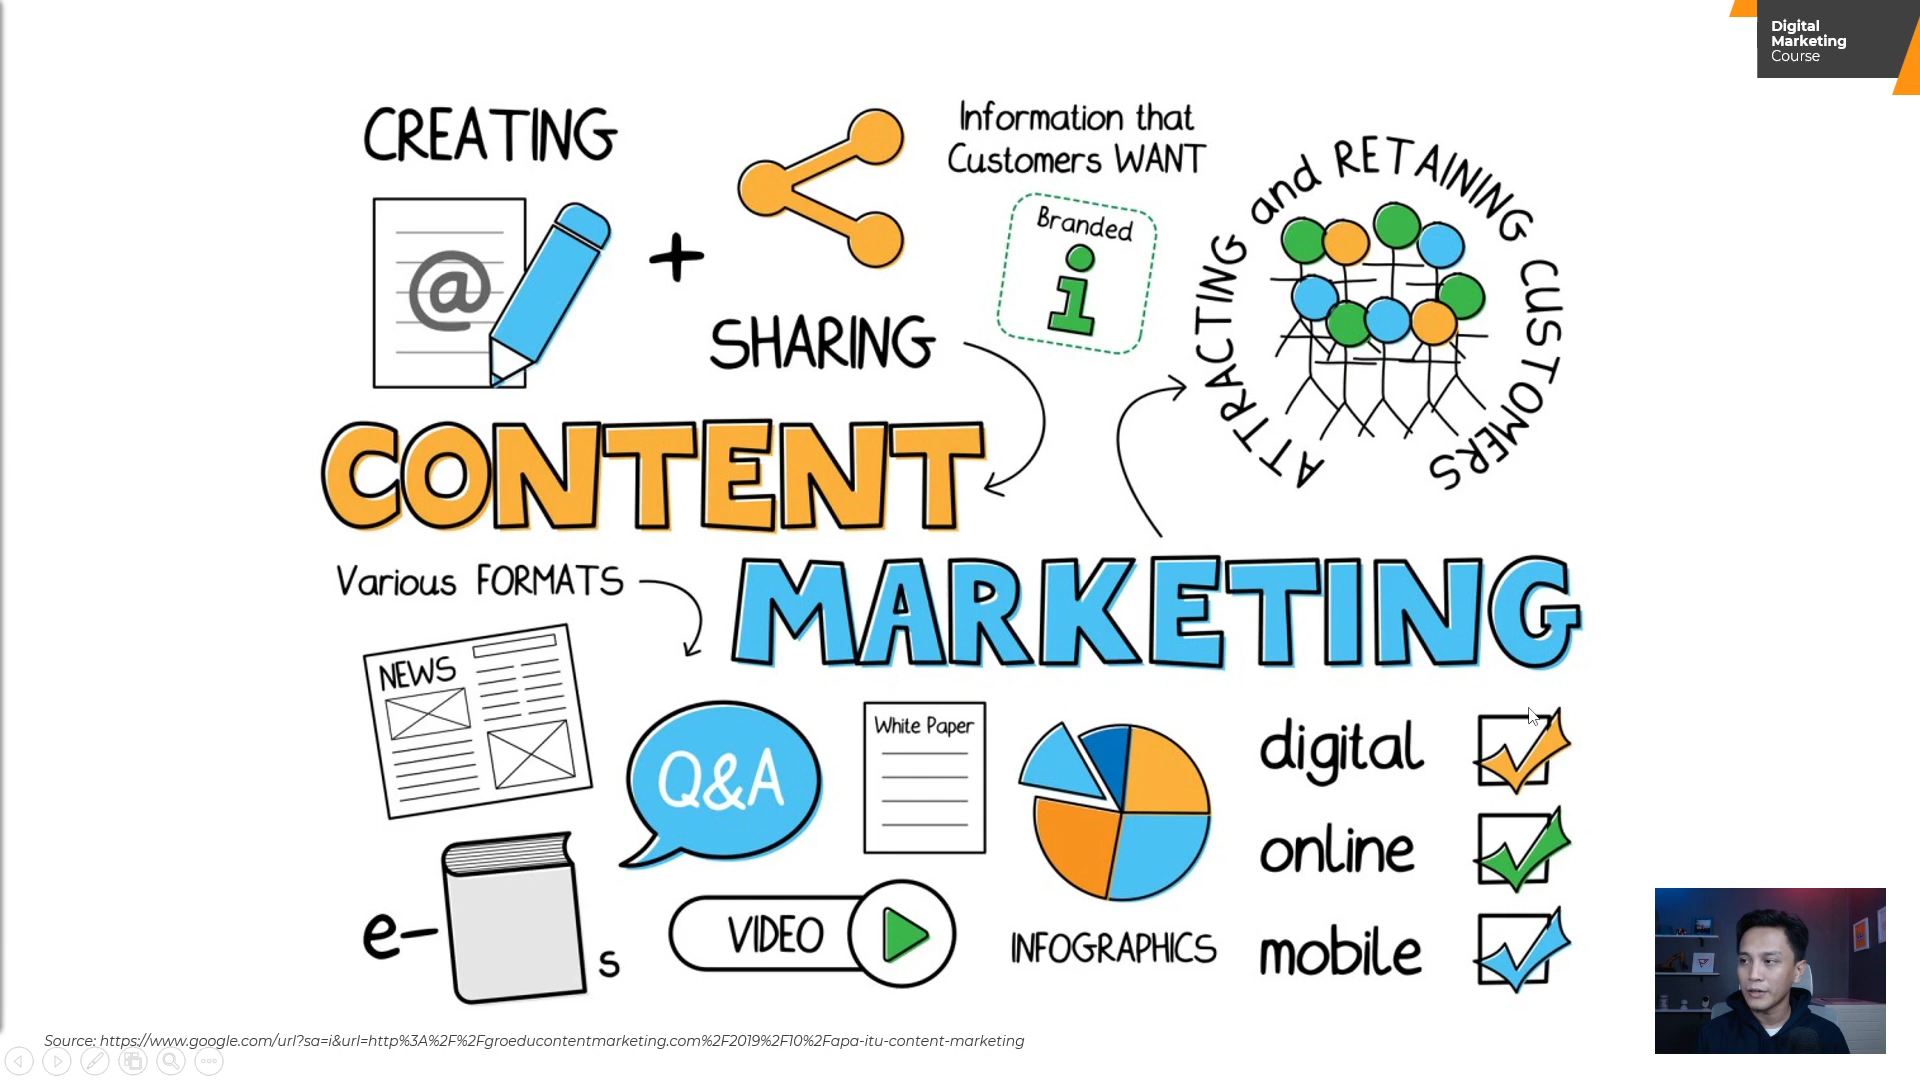 Digital
Marketing
Course
CREATING
@
+
SHARING
Information that
Customers WANT
Branded
i
ATTRACTING and RETAINING CUSTOMERS
CONTENT
MARKETING
Various FORMATS
NEWS
Q&A
White Paper
e-
s
VIDEO
INFOGRAPHICS
digital
online
mobile
Source: https://www.google.com/url?sa=i&url=http%3A%2F%2Fgroeducontentmarketing.com%2F2019%2F10%2Fapa-itu-content-marketing